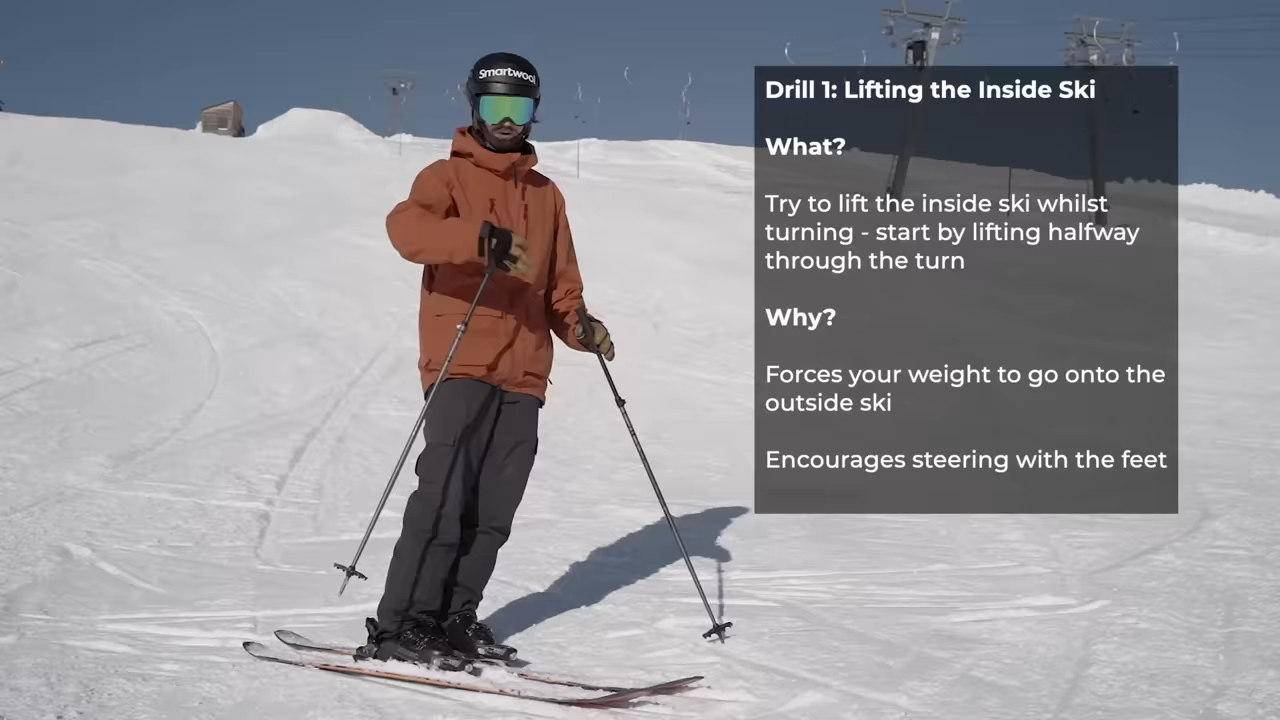 Smartwool
Drill 1: Lifting the Inside Ski
What?
Try to lift the inside ski whilst
turning - start by lifting halfway
through the turn
Why?
Forces your weight to go onto the
outside ski
Encourages steering with the feet